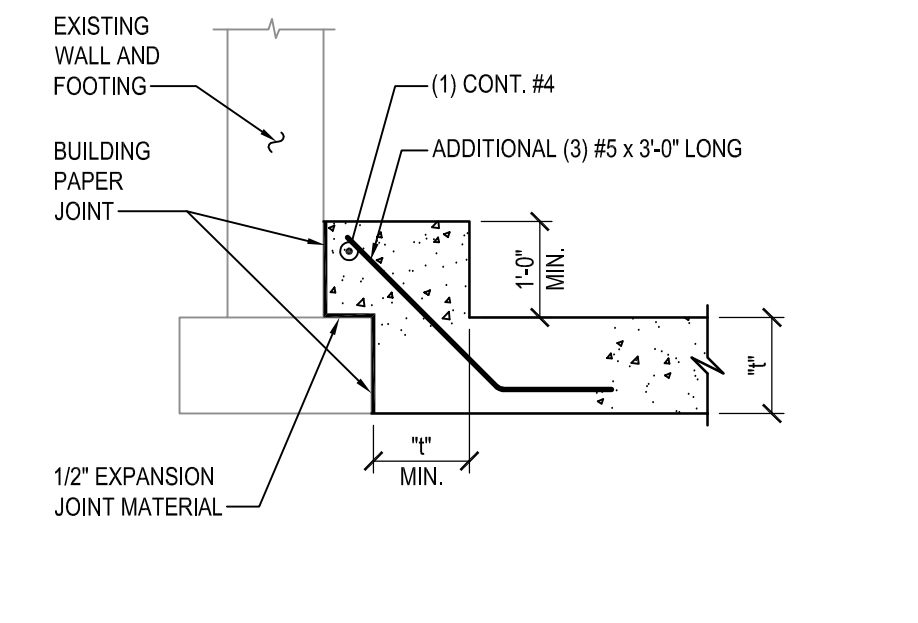 EXISTING
WALL AND
FOOTING
(1) CONT. #4
ADDITIONAL (3) #5 x 3'-0" LONG
BUILDING
PAPER
JOINT
1'-0"
MIN.
"t"
"t"
MIN.
1/2" EXPANSION
JOINT MATERIAL